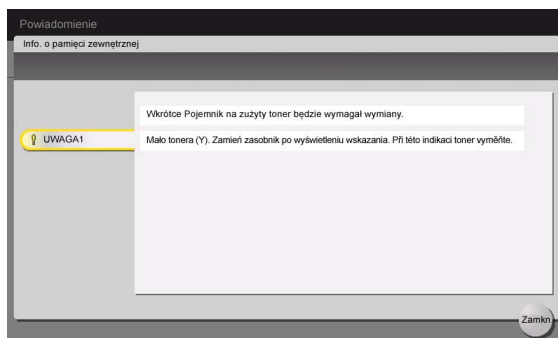 Powiadomienie
Info. o pamięci zewnętrznej
Wkrótce Pojemnik na zużyty toner będzie wymagał wymiany.
UWAGA1
Mało tonera (Y). Zamień zasobnik po wyświetleniu wskazania. Při této indikaci toner vyměňte.
Zamkn